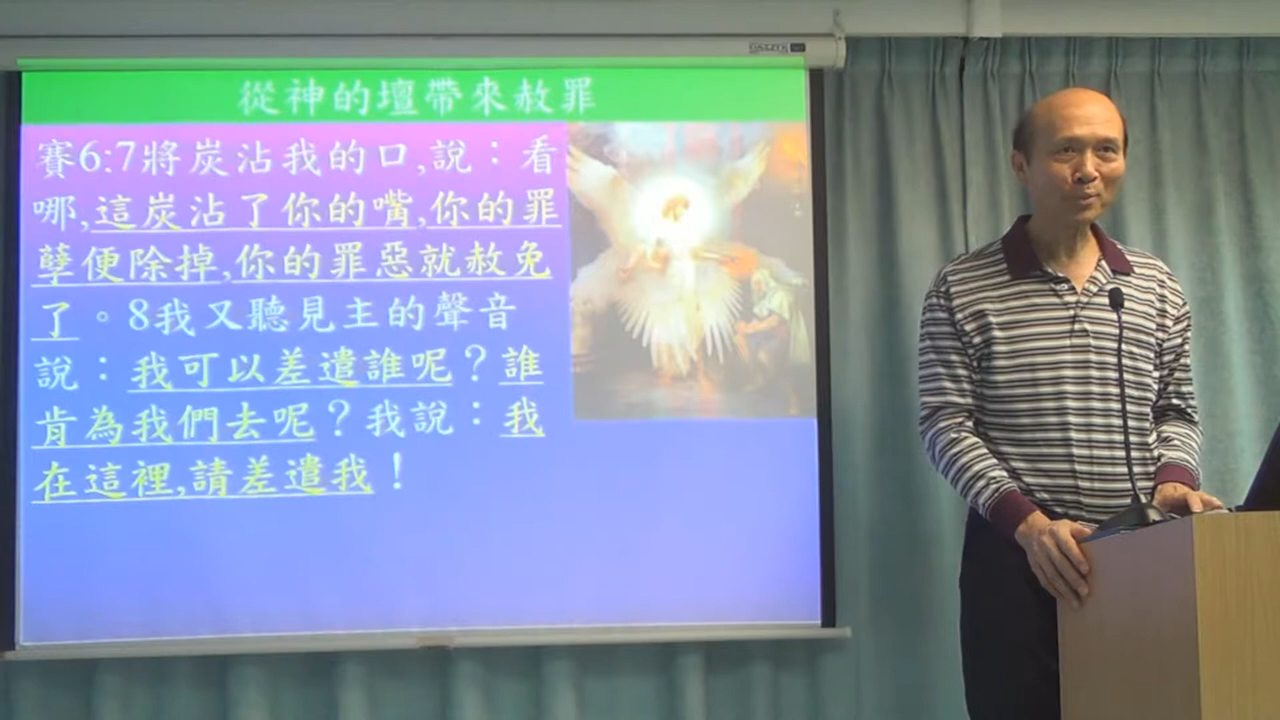 從神的壇帶來赦罪
賽6:7將炭沾我的口,說：看
哪,這炭沾了你的嘴,你的罪
孽便除掉,你的罪惡就赦免
了。8我又聽見主的聲音
說：我可以差遣誰呢？誰
肯為我們去呢？我說：我
在這裡,請差遣我！